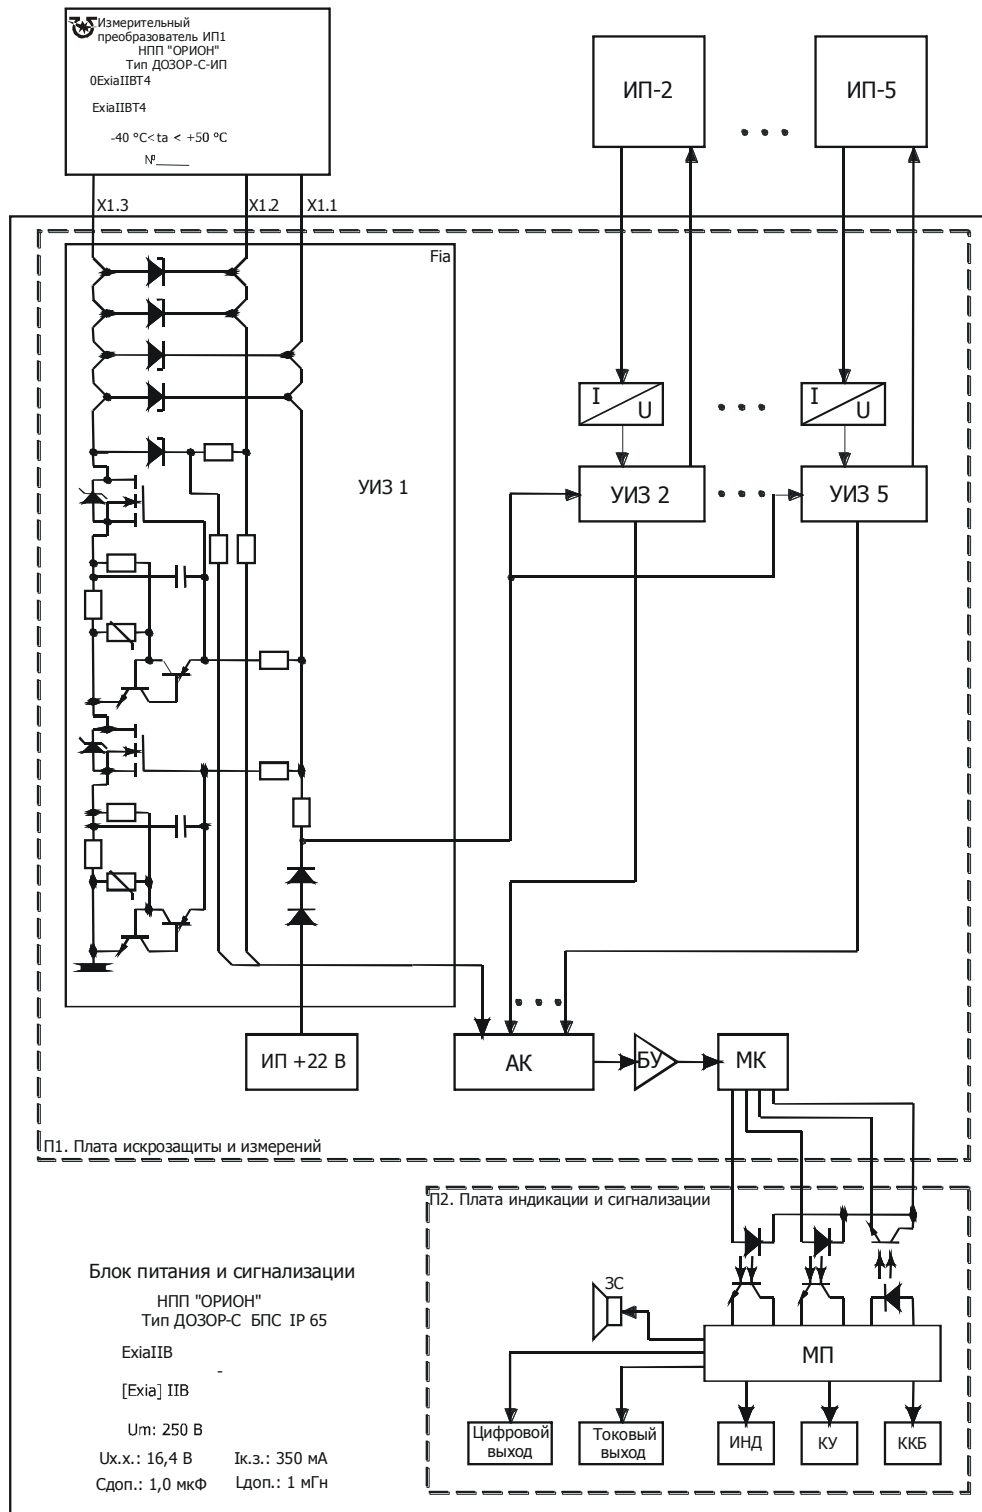 Измерительный
преобразователь ИП1
НПП "ОРИОН"
Тип ДОЗОР-С-ИП
0ExiaIIBT4
ExiaIIBT4
-40 °C< ta < +50 °C
№_____
ИП-2
ИП-5
X1.3
X1.2
X1.1
Fia
I
U
I
U
УИЗ 1
УИЗ 2
УИЗ 5
ИП +22 В
АК
БУ
МК
П1. Плата искрозащиты и измерений
П2. Плата индикации и сигнализации
Блок питания и сигнализации
НПП "ОРИОН"
Тип ДОЗОР-С БПС IP 65
ExiaIIB
-
[Exia] IIB
Um: 250 В
Uх.х.: 16,4 В Iк.з.: 350 мА
Cдоп.: 1,0 мкФ Lдоп.: 1 мГн
ЗС
МП
Цифровой
выход
Токовый
выход
ИНД
КУ
ККБ